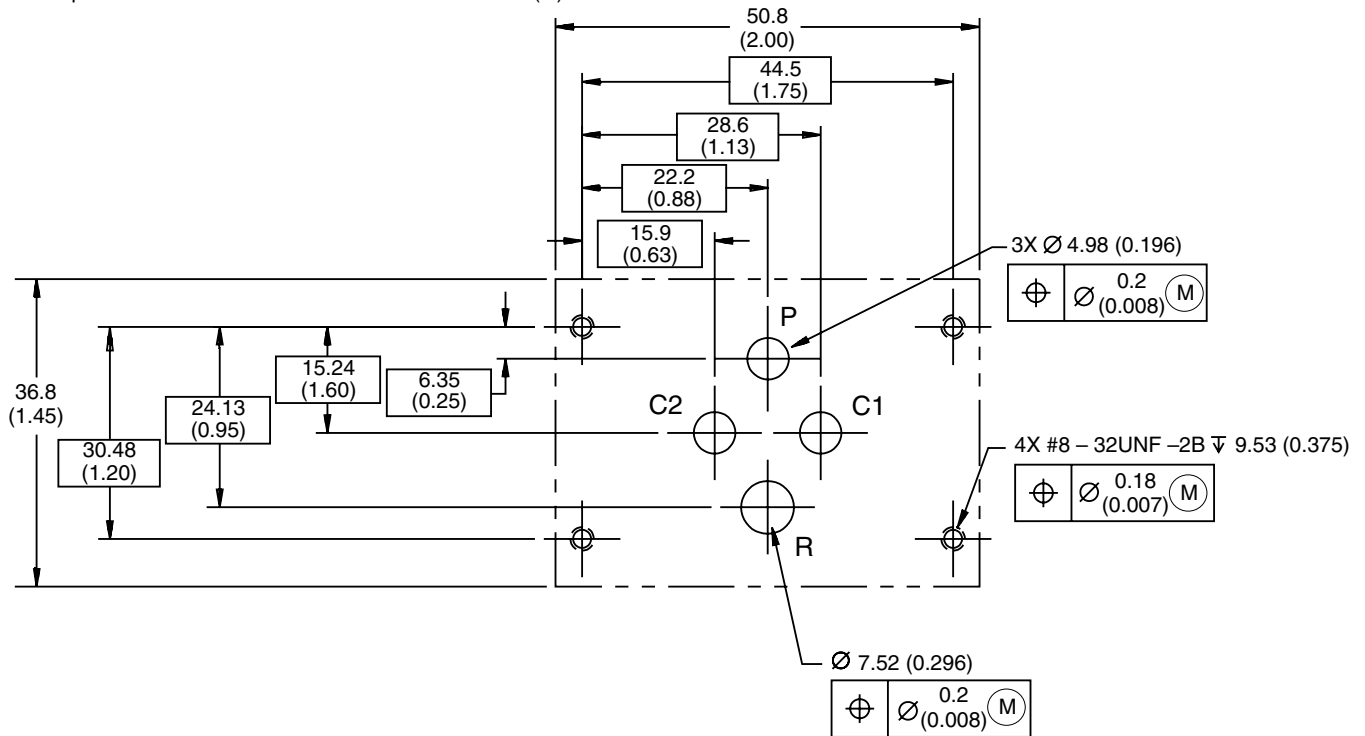 50.8
(2.00)
44.5
(1.75)
28.6
(1.13)
22.2
(0.88)
15.9
(0.63)
3X Ø 4.98 (0.196)
⌖ Ø 0.2
(0.008) Ⓜ
P
36.8
(1.45)
15.24
(1.60)
6.35
(0.25)
24.13
(0.95)
C2
C1
30.48
(1.20)
4X #8 – 32UNF –2B ↧ 9.53 (0.375)
⌖ Ø 0.18
(0.007) Ⓜ
R
Ø 7.52 (0.296)
⌖ Ø 0.2
(0.008) Ⓜ